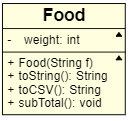 Food
- weight: int
+ Food(String f)
+ toString(): String
+ toCSV(): String
+ subTotal(): void